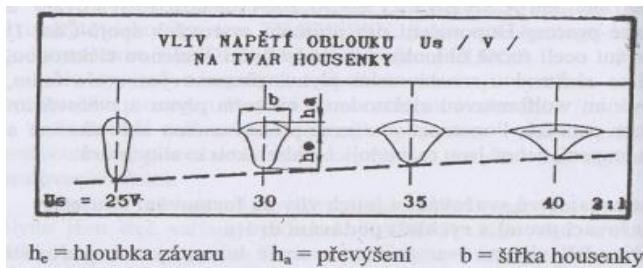 VLIV NAPĚTÍ OBLOUKU Us / V /
NA TVAR HOUSENKY
b
ha
he
Us 25V. 30 35 40 2:1
he = hloubka závaru ha = převýšení b = šířka housenky